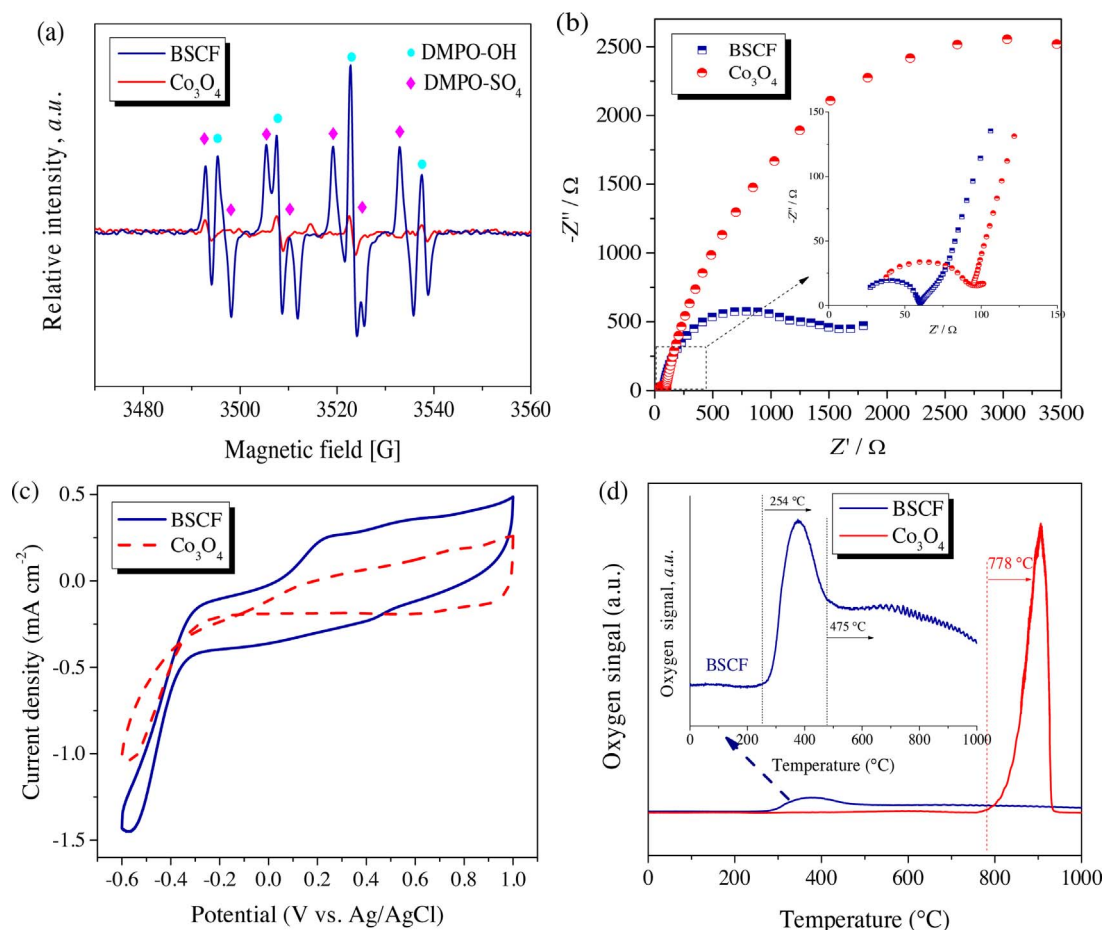 (a)
BSCF
Co3O4
DMPO-OH
DMPO-SO4
Relative intensity, a.u.
3480 3500 3520 3540 3560
Magnetic field [G]
(b)
BSCF
Co3O4
2500
2000
1500
1000
500
0
-Z'' / Ω
0 500 1000 1500 2000 2500 3000 3500
Z' / Ω
150
100
50
0
-Z'' / Ω
0 50 100 150
Z' / Ω
(c)
BSCF
Co3O4
0.5
0.0
-0.5
-1.0
-1.5
Current density (mA cm-2)
-0.6 -0.4 -0.2 0.0 0.2 0.4 0.6 0.8 1.0
Potential (V vs. Ag/AgCl)
(d)
BSCF
Co3O4
254 °C
475 °C
778 °C
BSCF
Oxygen signal, a.u.
0 200 400 600 800 1000
Temperature (°C)
Oxygen singal (a.u.)
0 200 400 600 800 1000
Temperature (°C)